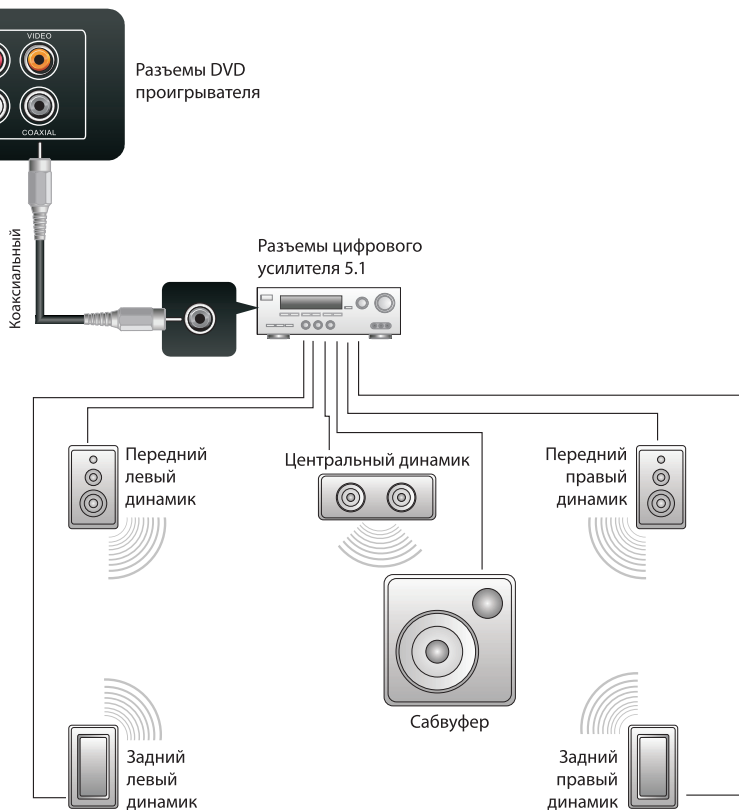 VIDEO
COAXIAL
Разъемы DVD
проигрывателя
Коаксиальный
Разъемы цифрового
усилителя 5.1
Передний
левый
динамик
Центральный динамик
Передний
правый
динамик
Сабвуфер
Задний
левый
динамик
Задний
правый
динамик